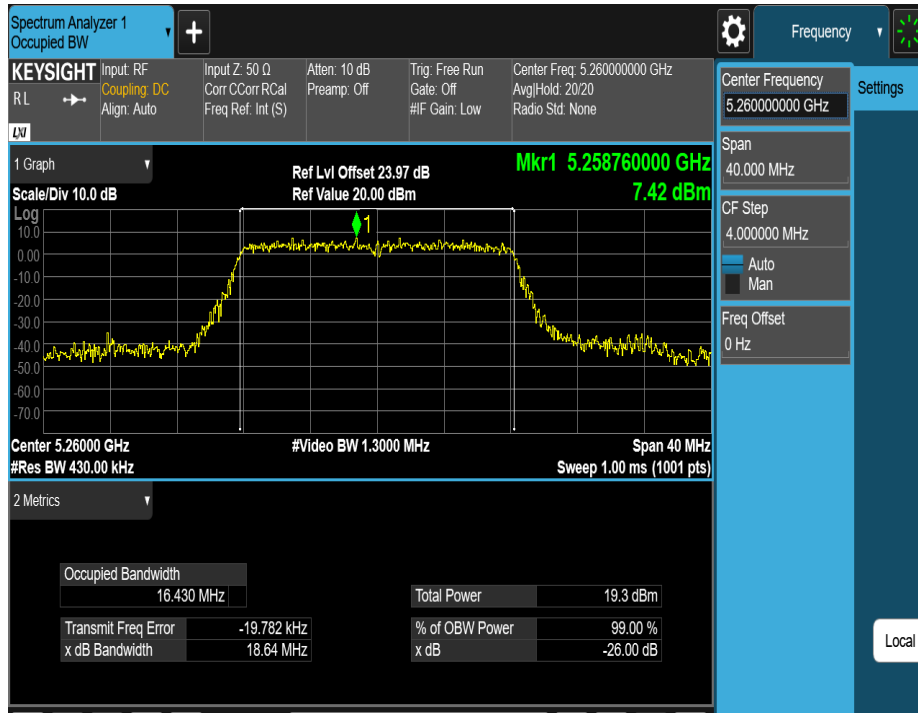 Spectrum Analyzer 1
Occupied BW
Frequency
KEYSIGHT
R L
LXI
Input: RF
Coupling: DC
Align: Auto
Input Z: 50 Ω
Corr CCorr RCal
Freq Ref: Int (S)
Atten: 10 dB
Preamp: Off
Trig: Free Run
Gate: Off
#IF Gain: Low
Center Freq: 5.260000000 GHz
Avg|Hold: 20/20
Radio Std: None
Center Frequency
5.260000000 GHz
Settings
Span
40.000 MHz
CF Step
4.000000 MHz
Auto
Man
Freq Offset
0 Hz
1 Graph
Scale/Div 10.0 dB
Ref Lvl Offset 23.97 dB
Ref Value 20.00 dBm
Mkr1 5.258760000 GHz
7.42 dBm
Log
1
10.0
0.00
-10.0
-20.0
-30.0
-40.0
-50.0
-60.0
-70.0
Center 5.26000 GHz
#Video BW 1.3000 MHz
Span 40 MHz
#Res BW 430.00 kHz
Sweep 1.00 ms (1001 pts)
2 Metrics
Occupied Bandwidth
16.430 MHz
Total Power 19.3 dBm
Transmit Freq Error -19.782 kHz
% of OBW Power 99.00 %
x dB Bandwidth 18.64 MHz
x dB -26.00 dB
Local